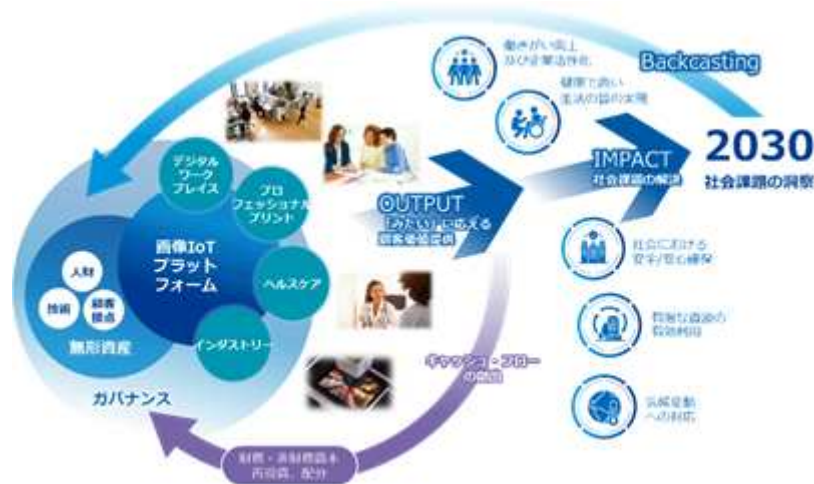 働きがい向上
及び企業活性化
Backcasting
健康で高い
生活の質の実現
デジタル
ワーク
プレイス
プロ
フェッショナル
プリント
IMPACT
社会課題の解決
2030
社会課題の洞察
OUTPUT
「みたい」に応える
顧客価値提供
画像IoT
プラット
フォーム
人財
技術
顧客
接点
無形資産
ヘルスケア
インダストリー
ガバナンス
社会における
安全/安心確保
有限な資源の
有効利用
気候変動
への対応
キャッシュ・フロー
の創出
財務・非財務資本
再投資、配分